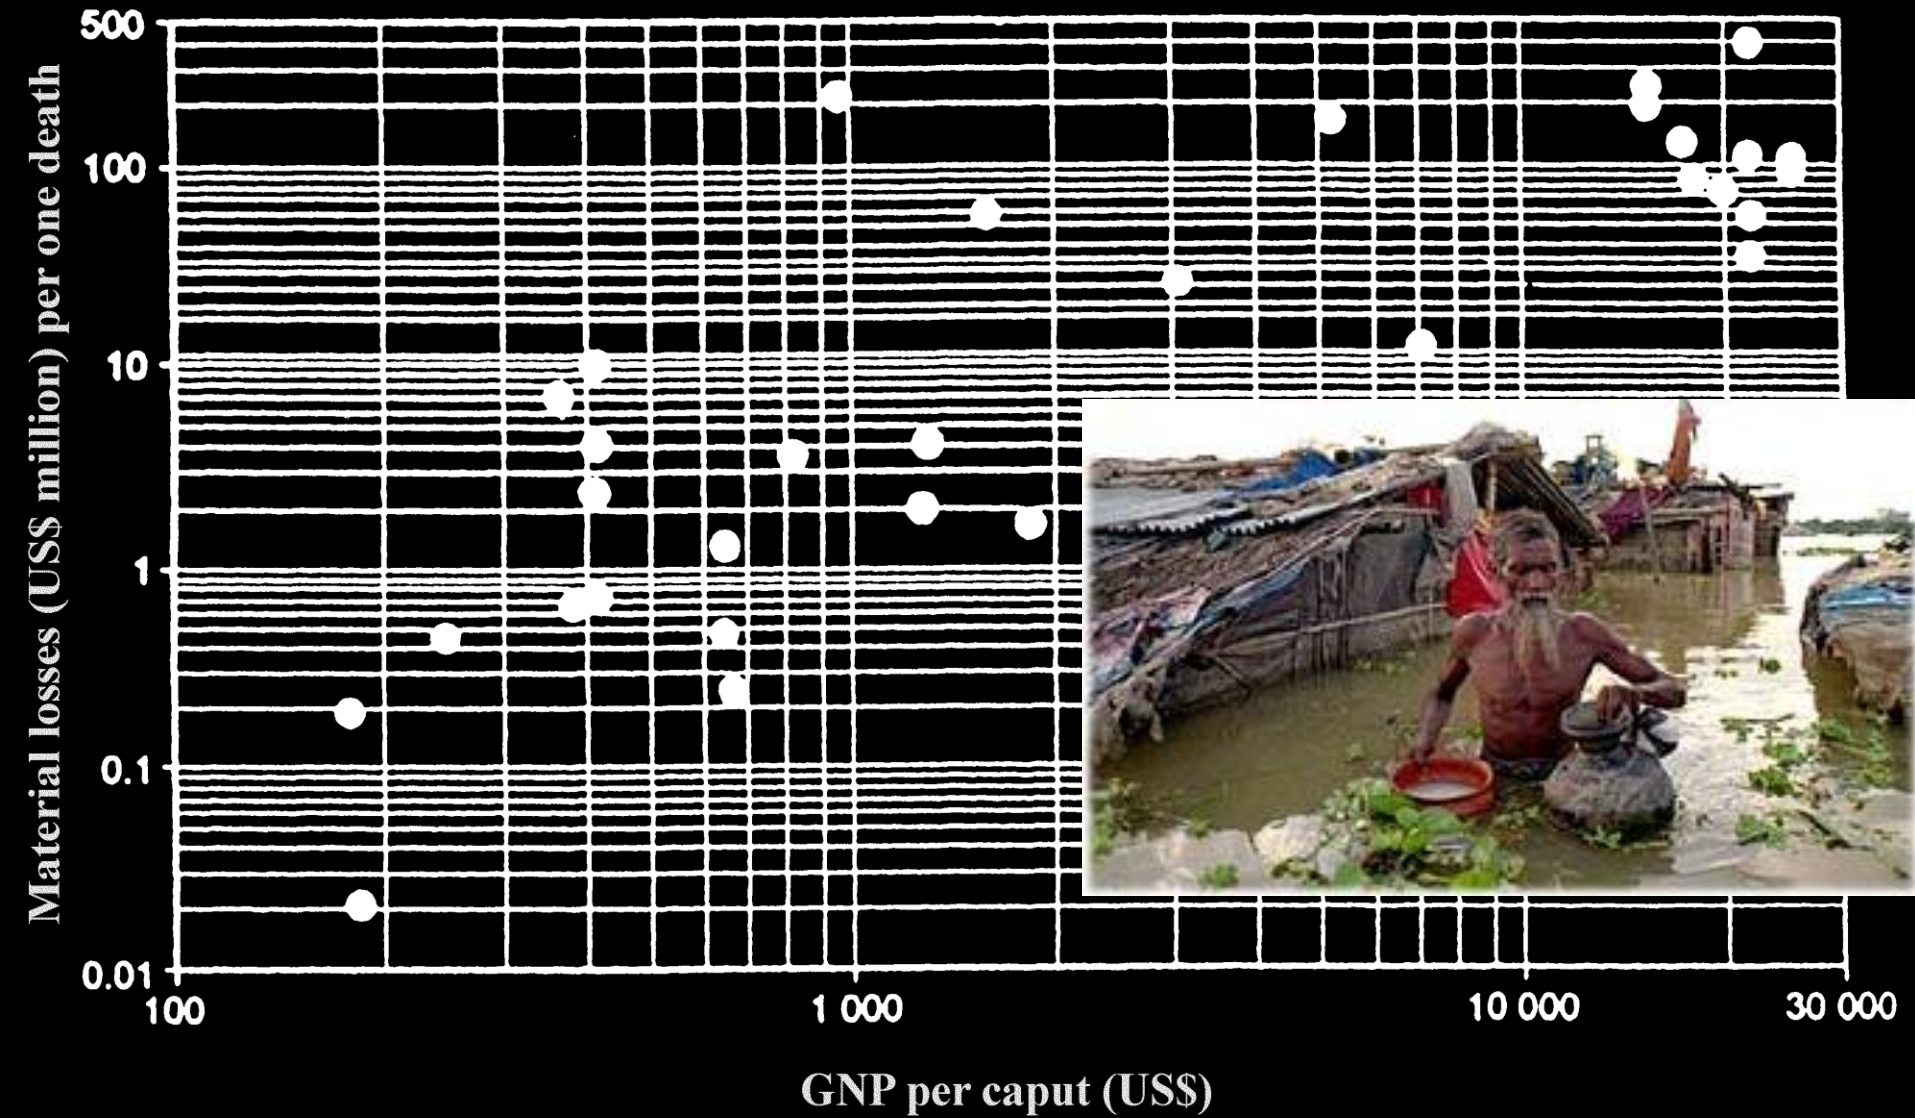 Material losses (US$ million) per one death
500
100
10
1
0.1
0.01
100 1 000 10 000 30 000
GNP per caput (US$)